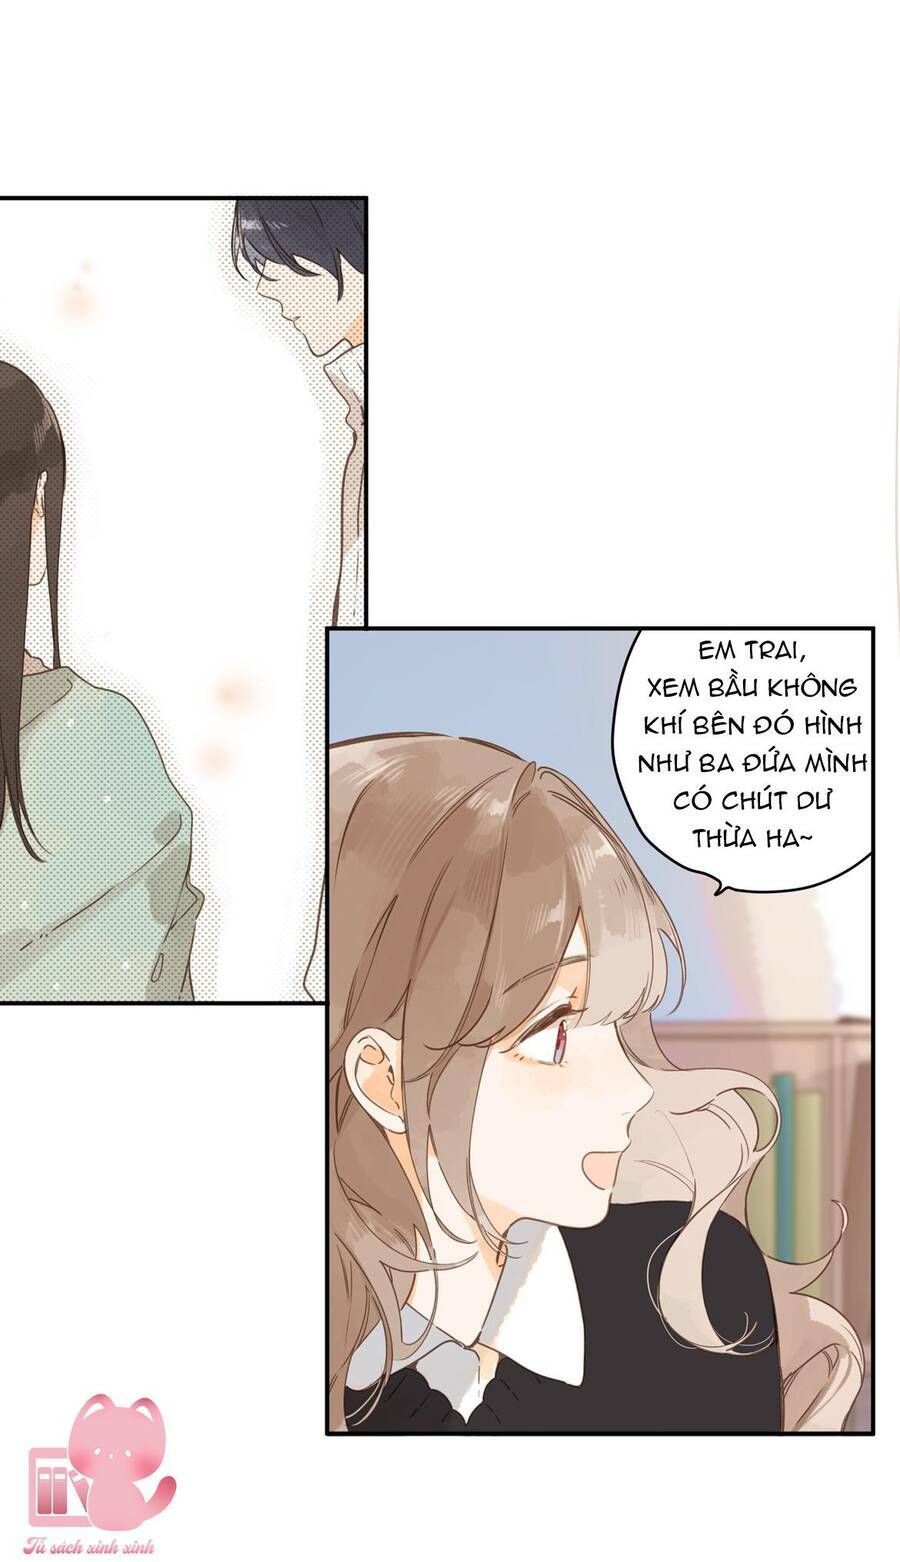 EM TRAI,
XEM BẦU KHÔNG
KHÍ BÊN ĐÓ HÌNH
NHƯ BA ĐỨA MÌNH
CÓ CHÚT DƯ
THỪA HA~
Tủ sách xinh xinh